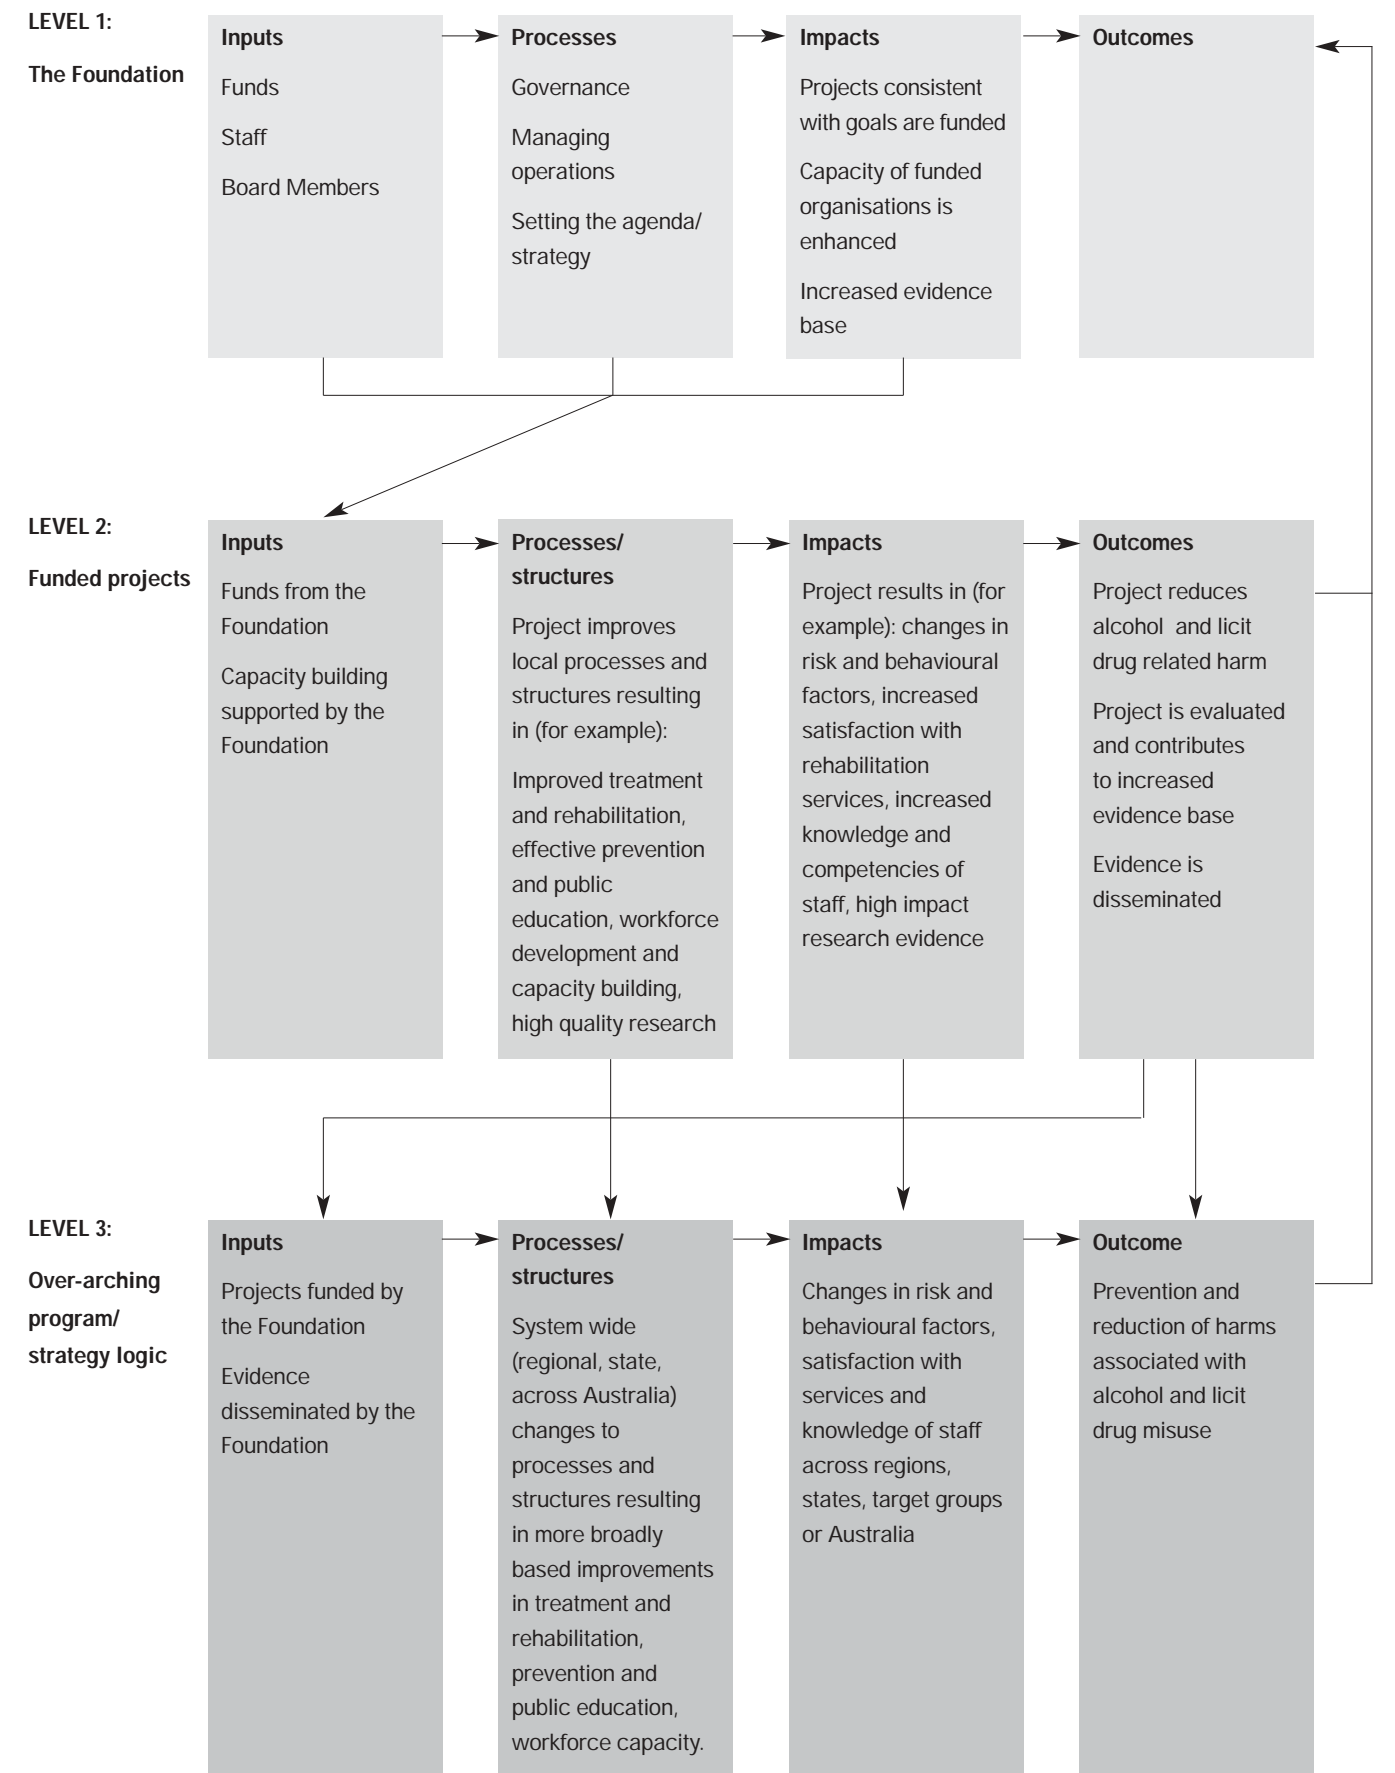 LEVEL 1:
The Foundation
Inputs
Funds
Staff
Board Members
Processes
Governance
Managing
operations
Setting the agenda/
strategy
Impacts
Projects consistent
with goals are funded
Capacity of funded
organisations is
enhanced
Increased evidence
base
Outcomes
LEVEL 2:
Funded projects
Inputs
Funds from the
Foundation
Capacity building
supported by the
Foundation
Processes/
structures
Project improves
local processes and
structures resulting
in (for example):
Improved treatment
and rehabilitation,
effective prevention
and public
education, workforce
development and
capacity building,
high quality research
Impacts
Project results in (for
example): changes in
risk and behavioural
factors, increased
satisfaction with
rehabilitation
services, increased
knowledge and
competencies of
staff, high impact
research evidence
Outcomes
Project reduces
alcohol and licit
drug related harm
Project is evaluated
and contributes
to increased
evidence base
Evidence is
disseminated
LEVEL 3:
Over-arching
program/
strategy logic
Inputs
Projects funded by
the Foundation
Evidence
disseminated by the
Foundation
Processes/
structures
System wide
(regional, state,
across Australia)
changes to
processes and
structures resulting
in more broadly
based improvements
in treatment and
rehabilitation,
prevention and
public education,
workforce capacity.
Impacts
Changes in risk and
behavioural factors,
satisfaction with
services and
knowledge of staff
across regions,
states, target groups
or Australia
Outcome
Prevention and
reduction of harms
associated with
alcohol and licit
drug misuse